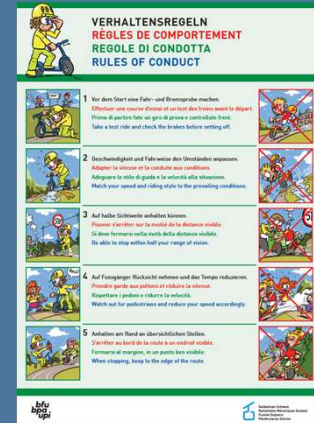 VERHALTENSREGELN
RÈGLES DE COMPORTEMENT
REGOLE DI CONDOTTA
RULES OF CONDUCT
1 Vor dem Start eine Fahr- und Bremsprobe machen.
Effectuer une course d'essai et un test des freins avant le départ.
Prima di partire fate un giro di prova e controllate i freni.
Take a test ride and check the brakes before setting off.
2 Geschwindigkeit und Fahrweise den Umständen anpassen.
Adapter la vitesse et la conduite aux conditions.
Adeguare lo stile di guida e la velocità alla situazione.
Match your speed and riding style to the prevailing conditions.
3 Auf halbe Sichtweite anhalten können.
Pouvoir s'arrêter sur la moitié de la distance visible.
Si deve fermarsi nella metà della distanza visibile.
Be able to stop within half your range of vision.
4 Auf Fussgänger Rücksicht nehmen und das Tempo reduzieren.
Prendre garde aux piétons et réduire la vitesse.
Rispettare i pedoni e ridurre la velocità.
Watch out for pedestrians and reduce your speed accordingly.
5 Anhalten am Rand an übersichtlichen Stellen.
S'arrêter au bord de la route à un endroit visible.
Fermarsi al margine, in un punto ben visibile.
When stopping, keep to the edge of the route.
bfu
bpa
upi
Seilbahnen Schweiz
Remontées Mécaniques Suisses
Funivie Svizzere